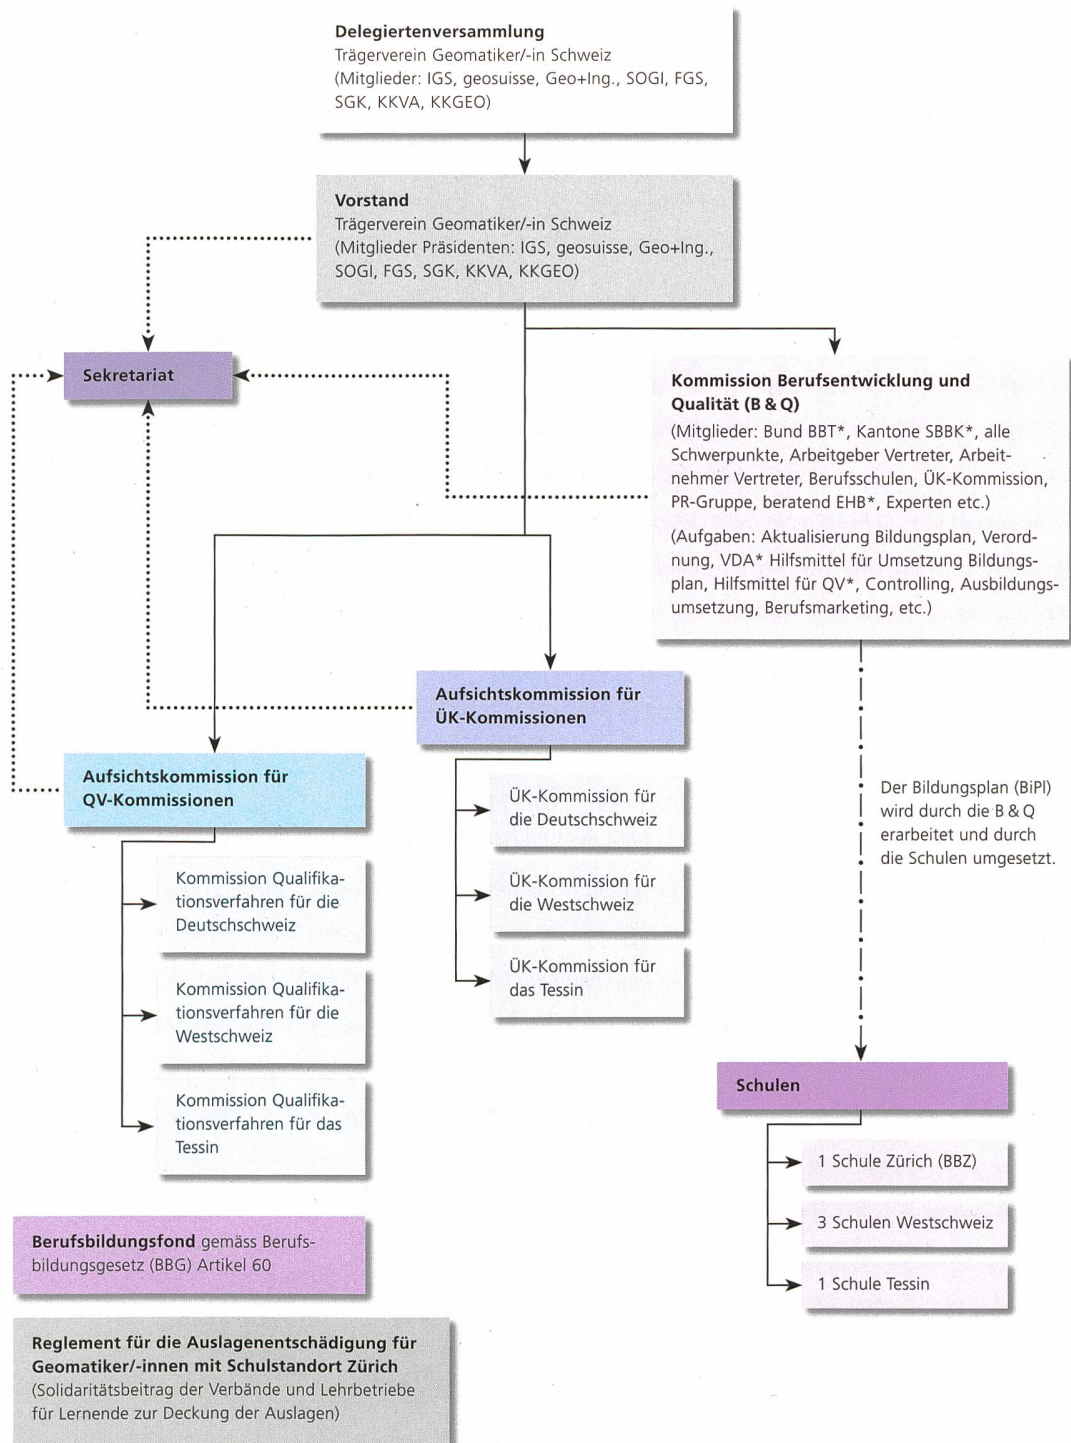 Delegiertenversammlung
Trägerverein Geomatiker/-in Schweiz
(Mitglieder: IGS, geosuisse, Geo+Ing., SOGI, FGS,
SGK, KKVA, KKGEO)
Vorstand
Trägerverein Geomatiker/-in Schweiz
(Mitglieder Präsidenten: IGS, geosuisse, Geo+Ing.,
SOGI, FGS, SGK, KKVA, KKGEO)
Sekretariat
Kommission Berufsentwicklung und
Qualität (B & Q)
(Mitglieder: Bund BBT*, Kantone SBBK*, alle
Schwerpunkte, Arbeitgeber Vertreter, Arbeit-
nehmer Vertreter, Berufsschulen, ÜK-Kommission,
PR-Gruppe, beratend EHB*, Experten etc.)
(Aufgaben: Aktualisierung Bildungsplan, Verord-
nung, VDA* Hilfsmittel für Umsetzung Bildungs-
plan, Hilfsmittel für QV*, Controlling, Ausbildungs-
umsetzung, Berufsmarketing, etc.)
Aufsichtskommission für
ÜK-Kommissionen
ÜK-Kommission für
die Deutschschweiz
ÜK-Kommission für
die Westschweiz
ÜK-Kommission für
das Tessin
Aufsichtskommission für
QV-Kommissionen
Kommission Qualifika-
tionsverfahren für die
Deutschschweiz
Kommission Qualifika-
tionsverfahren für die
Westschweiz
Kommission Qualifika-
tionsverfahren für das
Tessin
Der Bildungsplan (BiPl)
wird durch die B & Q
erarbeitet und durch
die Schulen umgesetzt.
Schulen
1 Schule Zürich (BBZ)
3 Schulen Westschweiz
1 Schule Tessin
Berufsbildungsfond gemäss Berufs-
bildungsgesetz (BBG) Artikel 60
Reglement für die Auslagenentschädigung für
Geomatiker/-innen mit Schulstandort Zürich
(Solidaritätsbeitrag der Verbände und Lehrbetriebe
für Lernende zur Deckung der Auslagen)